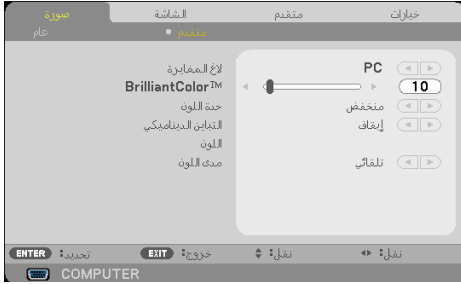 صورة الشاشة متقدم خيارات
عام متقدم
لاغ المغايرة PC
BrilliantColor™ 10
حدة اللون منخفض
التباين الديناميكي إيقاف
اللون
مدى اللون تلقائي
ENTER تحديد: EXIT خروج: نقل: نقل:
COMPUTER